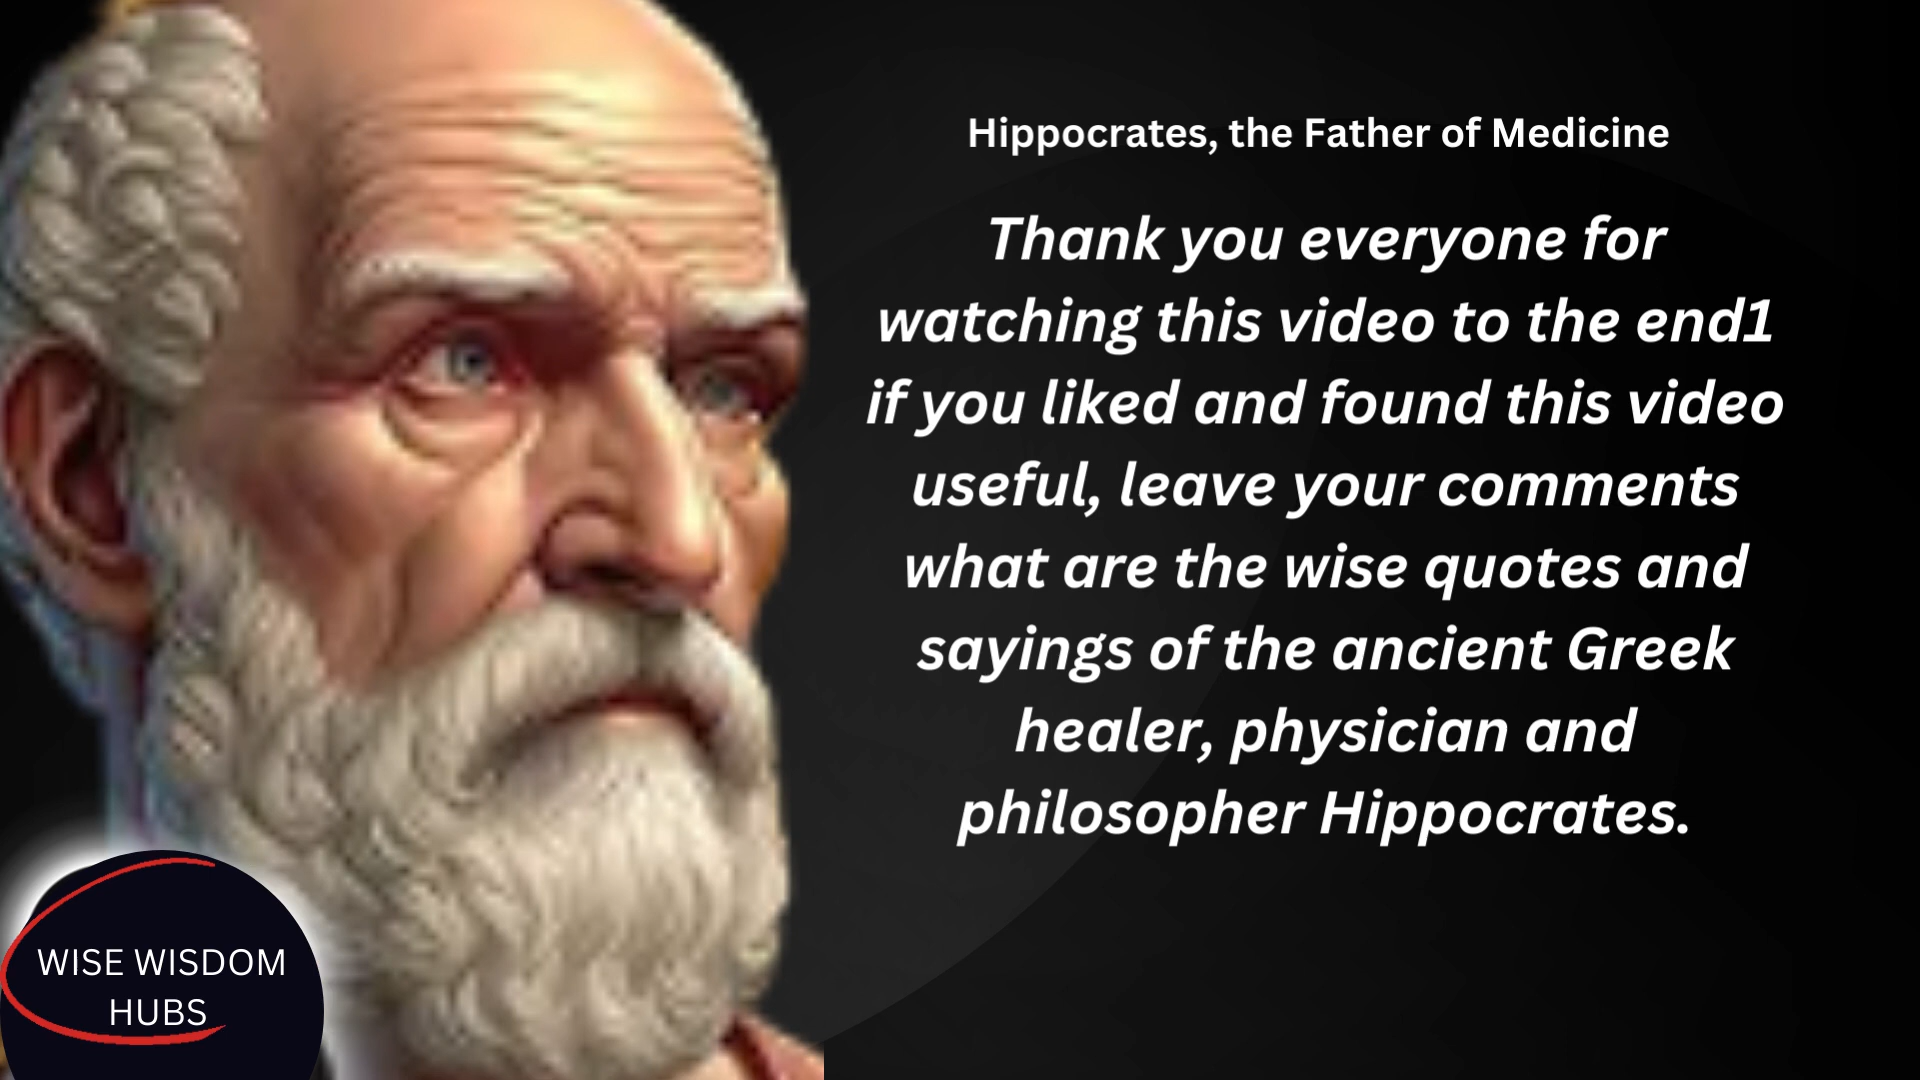 Hippocrates, the Father of Medicine
Thank you everyone for
watching this video to the end1
if you liked and found this video
useful, leave your comments
what are the wise quotes and
sayings of the ancient Greek
healer, physician and
philosopher Hippocrates.
WISE WISDOM
HUBS